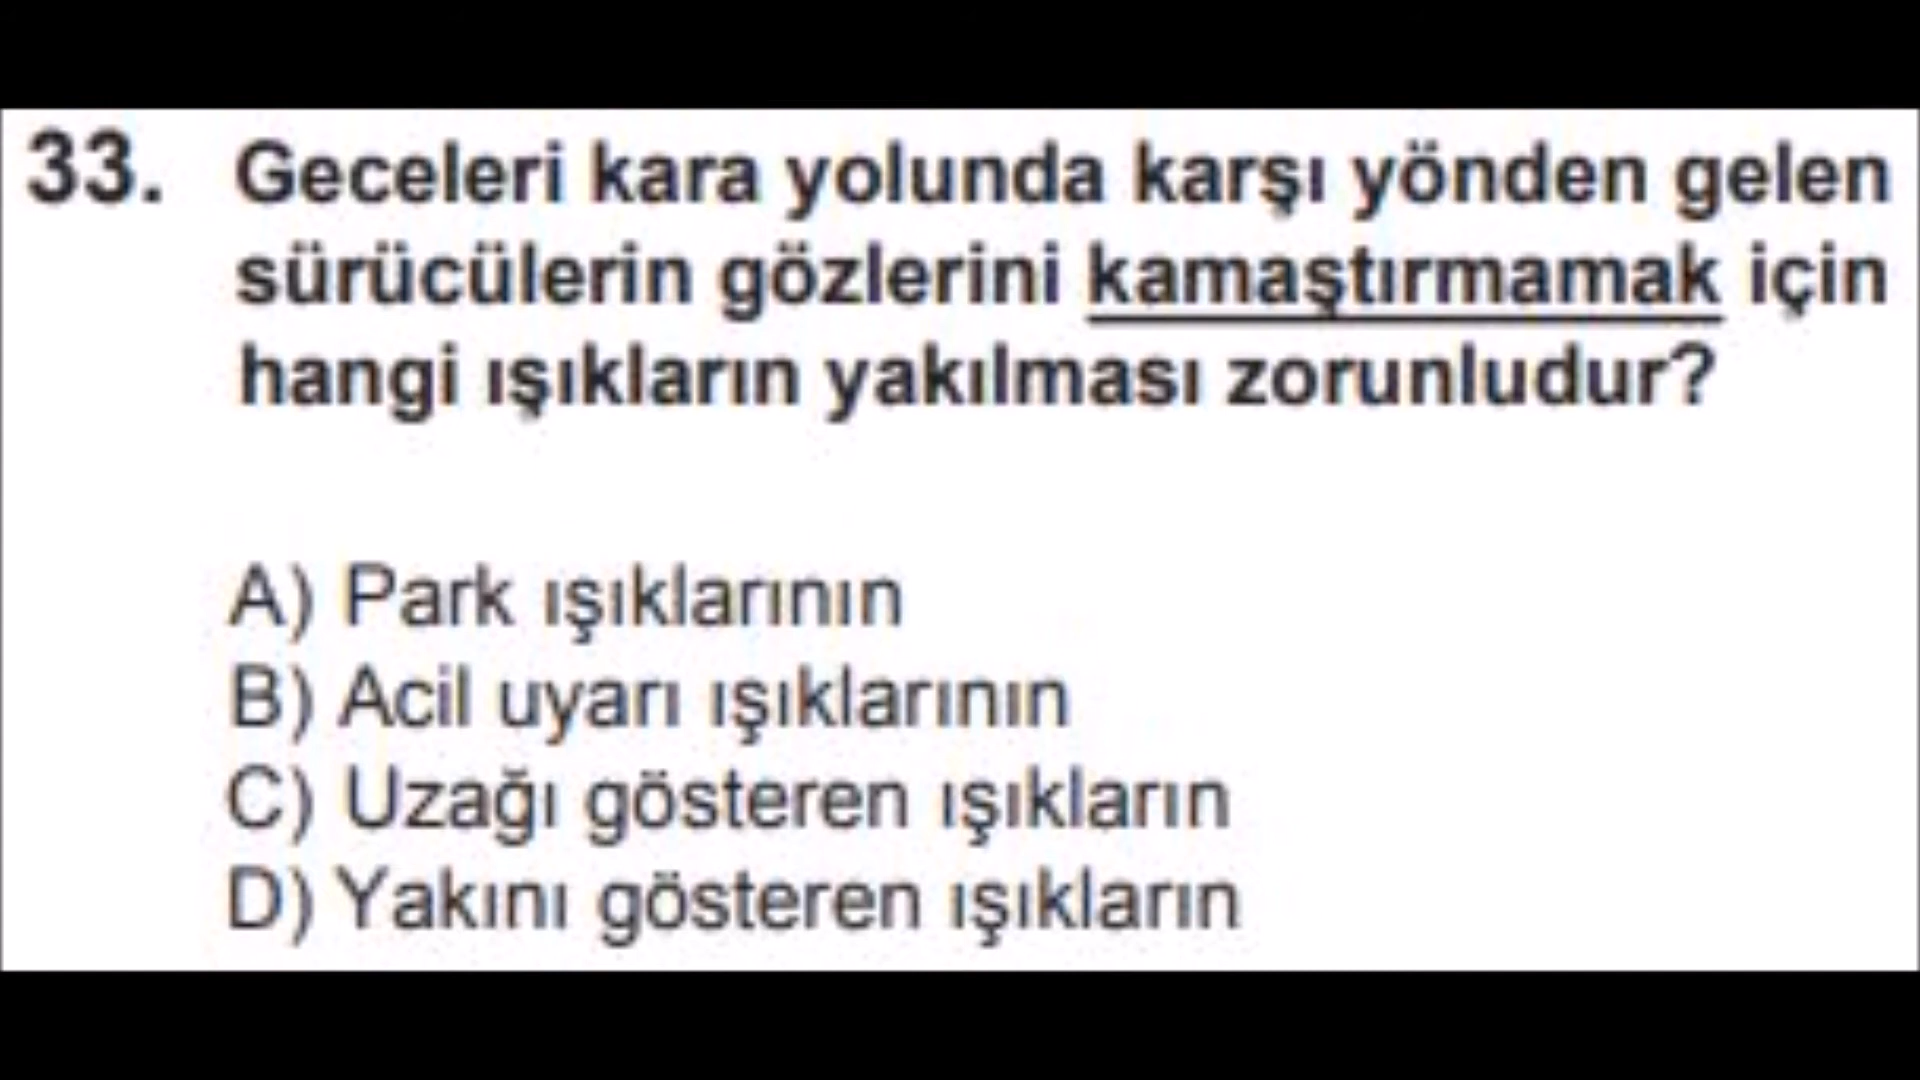 33. Geceleri kara yolunda karşı yönden gelen
sürücülerin gözlerini kamaştırmamak için
hangi ışıkların yakılması zorunludur?
A) Park ışıklarının
B) Acil uyarı ışıklarının
C) Uzağı gösteren ışıkların
D) Yakını gösteren ışıkların